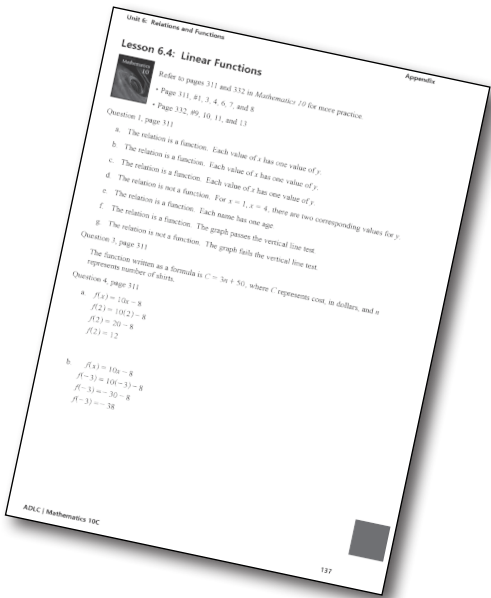 Unit 6: Relations and Functions
Appendix
Lesson 6.4: Linear Functions
Mathematics
10
Refer to pages 311 and 332 in Mathematics 10 for more practice.
• Page 311, #1, 3, 4, 6, 7, and 8
• Page 332, #9, 10, 11, and 13
Question 1, page 311
a. The relation is a function. Each value of x has one value of y.
b. The relation is a function. Each value of x has one value of y.
c. The relation is a function. Each value of x has one value of y.
d. The relation is not a function. For x = 1, x = 4, there are two corresponding values for y.
e. The relation is a function. Each name has one age.
f. The relation is a function. The graph passes the vertical line test.
g. The relation is not a function. The graph fails the vertical line test.
Question 3, page 311
The function written as a formula is C = 3n + 50, where C represents cost, in dollars, and n
represents number of shirts.
Question 4, page 311
a. f(x) = 10x − 8
f(2) = 10(2) − 8
f(2) = 20 − 8
f(2) = 12
b. f(x) = 10x − 8
f(−3) = 10(−3) − 8
f(−3) = −30 − 8
f(−3) = −38
ADLC | Mathematics 10C
137